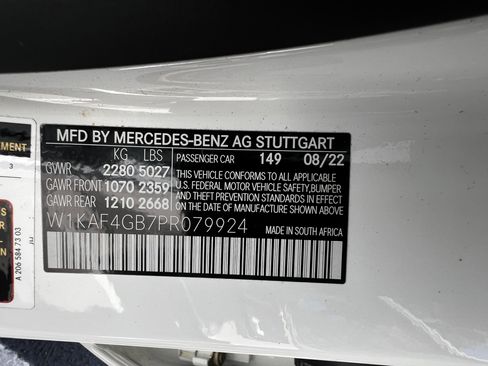 MFD BY MERCEDES-BENZ AG STUTTGART
KG LBS
PASSENGER CAR 149 08/22
GVWR 2280 5027
GAWR FRONT 1070 2359
GAWR REAR 1210 2668
THIS VEHICLE CONFORMS TO ALL APPLICABLE
U.S. FEDERAL MOTOR VEHICLE SAFETY, BUMPER
AND THEFT PREVENTION STANDARDS IN EFFECT
ON THE DATE OF MANUFACTURE SHOWN ABOVE
W1KAF4GB7PR079924
MADE IN SOUTH AFRICA
EMENT
3
A 206 584 73 03